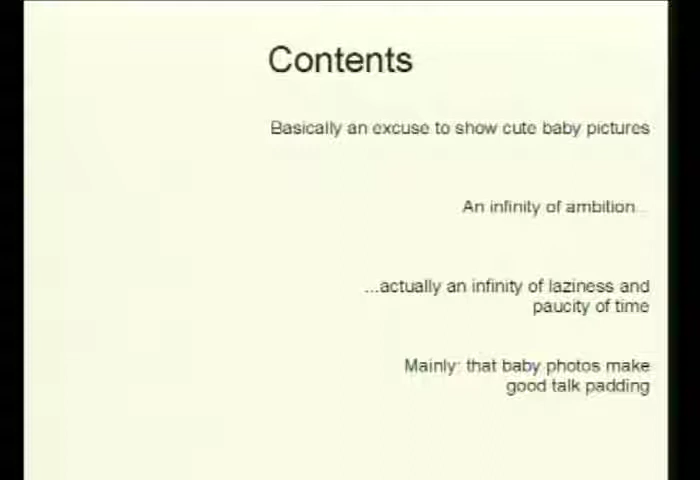 Contents
Basically an excuse to show cute baby pictures
An infinity of ambition...
...actually an infinity of laziness and
paucity of time
Mainly: that baby photos make
good talk padding